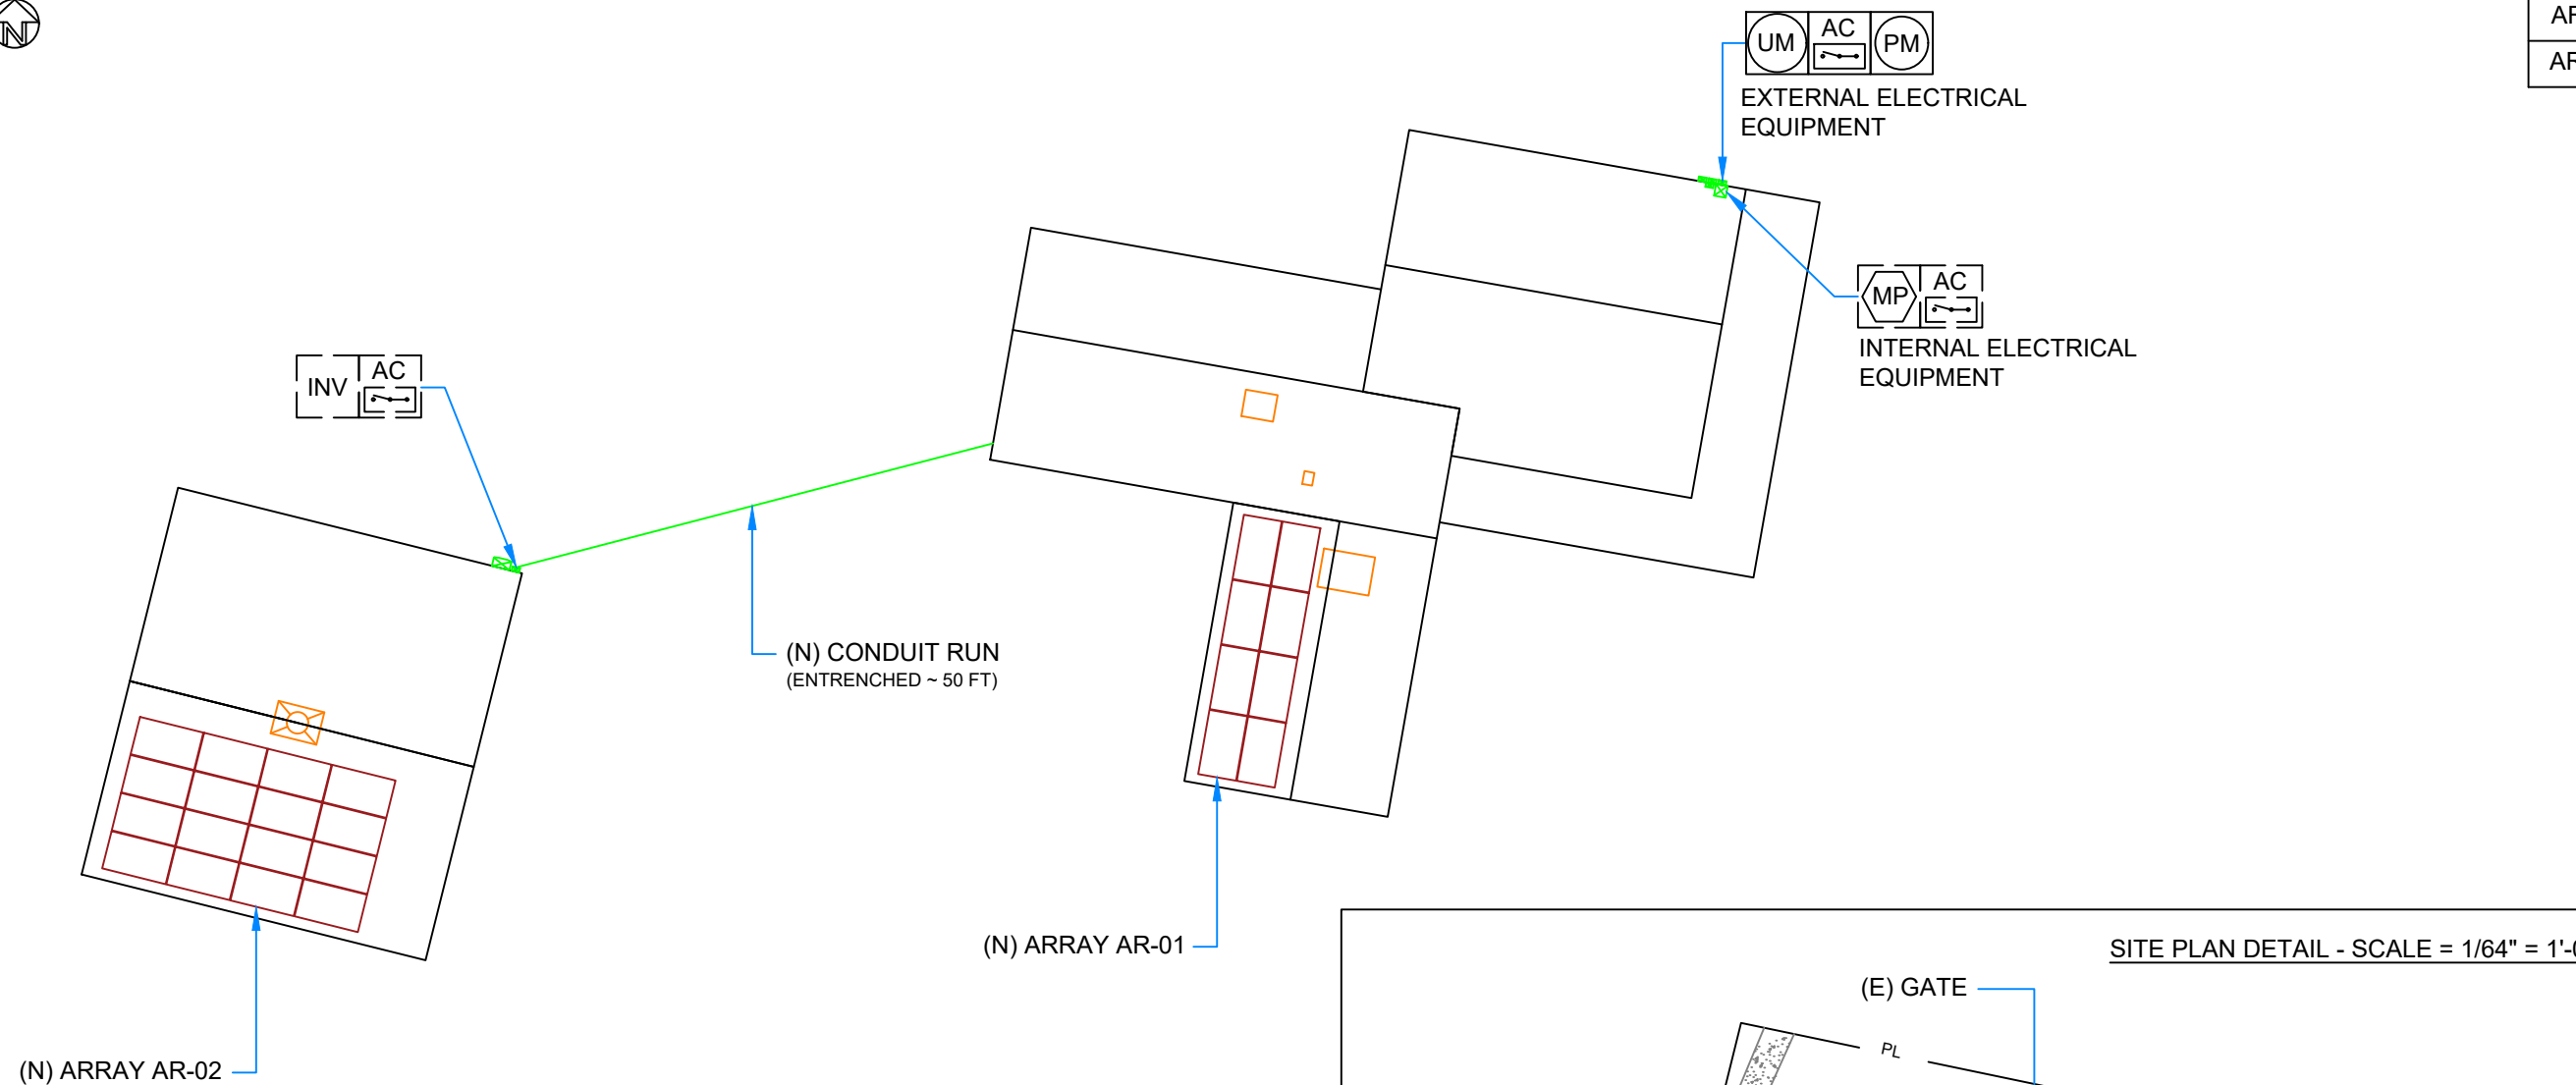 N
UM AC PM
EXTERNAL ELECTRICAL
EQUIPMENT
MP AC
INTERNAL ELECTRICAL
EQUIPMENT
INV AC
(N) CONDUIT RUN
(ENTRENCHED ~ 50 FT)
(N) ARRAY AR-01
(N) ARRAY AR-02
SITE PLAN DETAIL - SCALE = 1/64" = 1'-
(E) GATE
PL